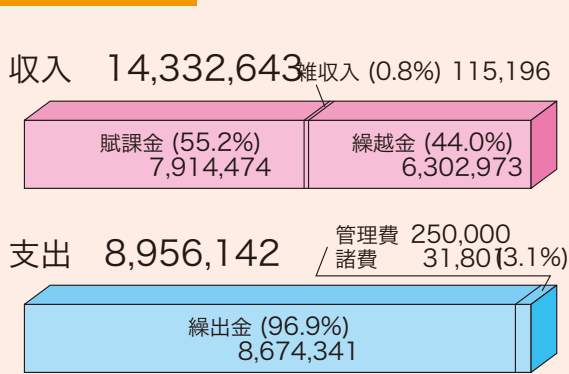 収入 14,332,643
雑収入 (0.8%) 115,196
賦課金 (55.2%)
7,914,474
繰越金 (44.0%)
6,302,973
支出 8,956,142
管理費 250,000
諸費 31,801 (3.1%)
繰出金 (96.9%)
8,674,341